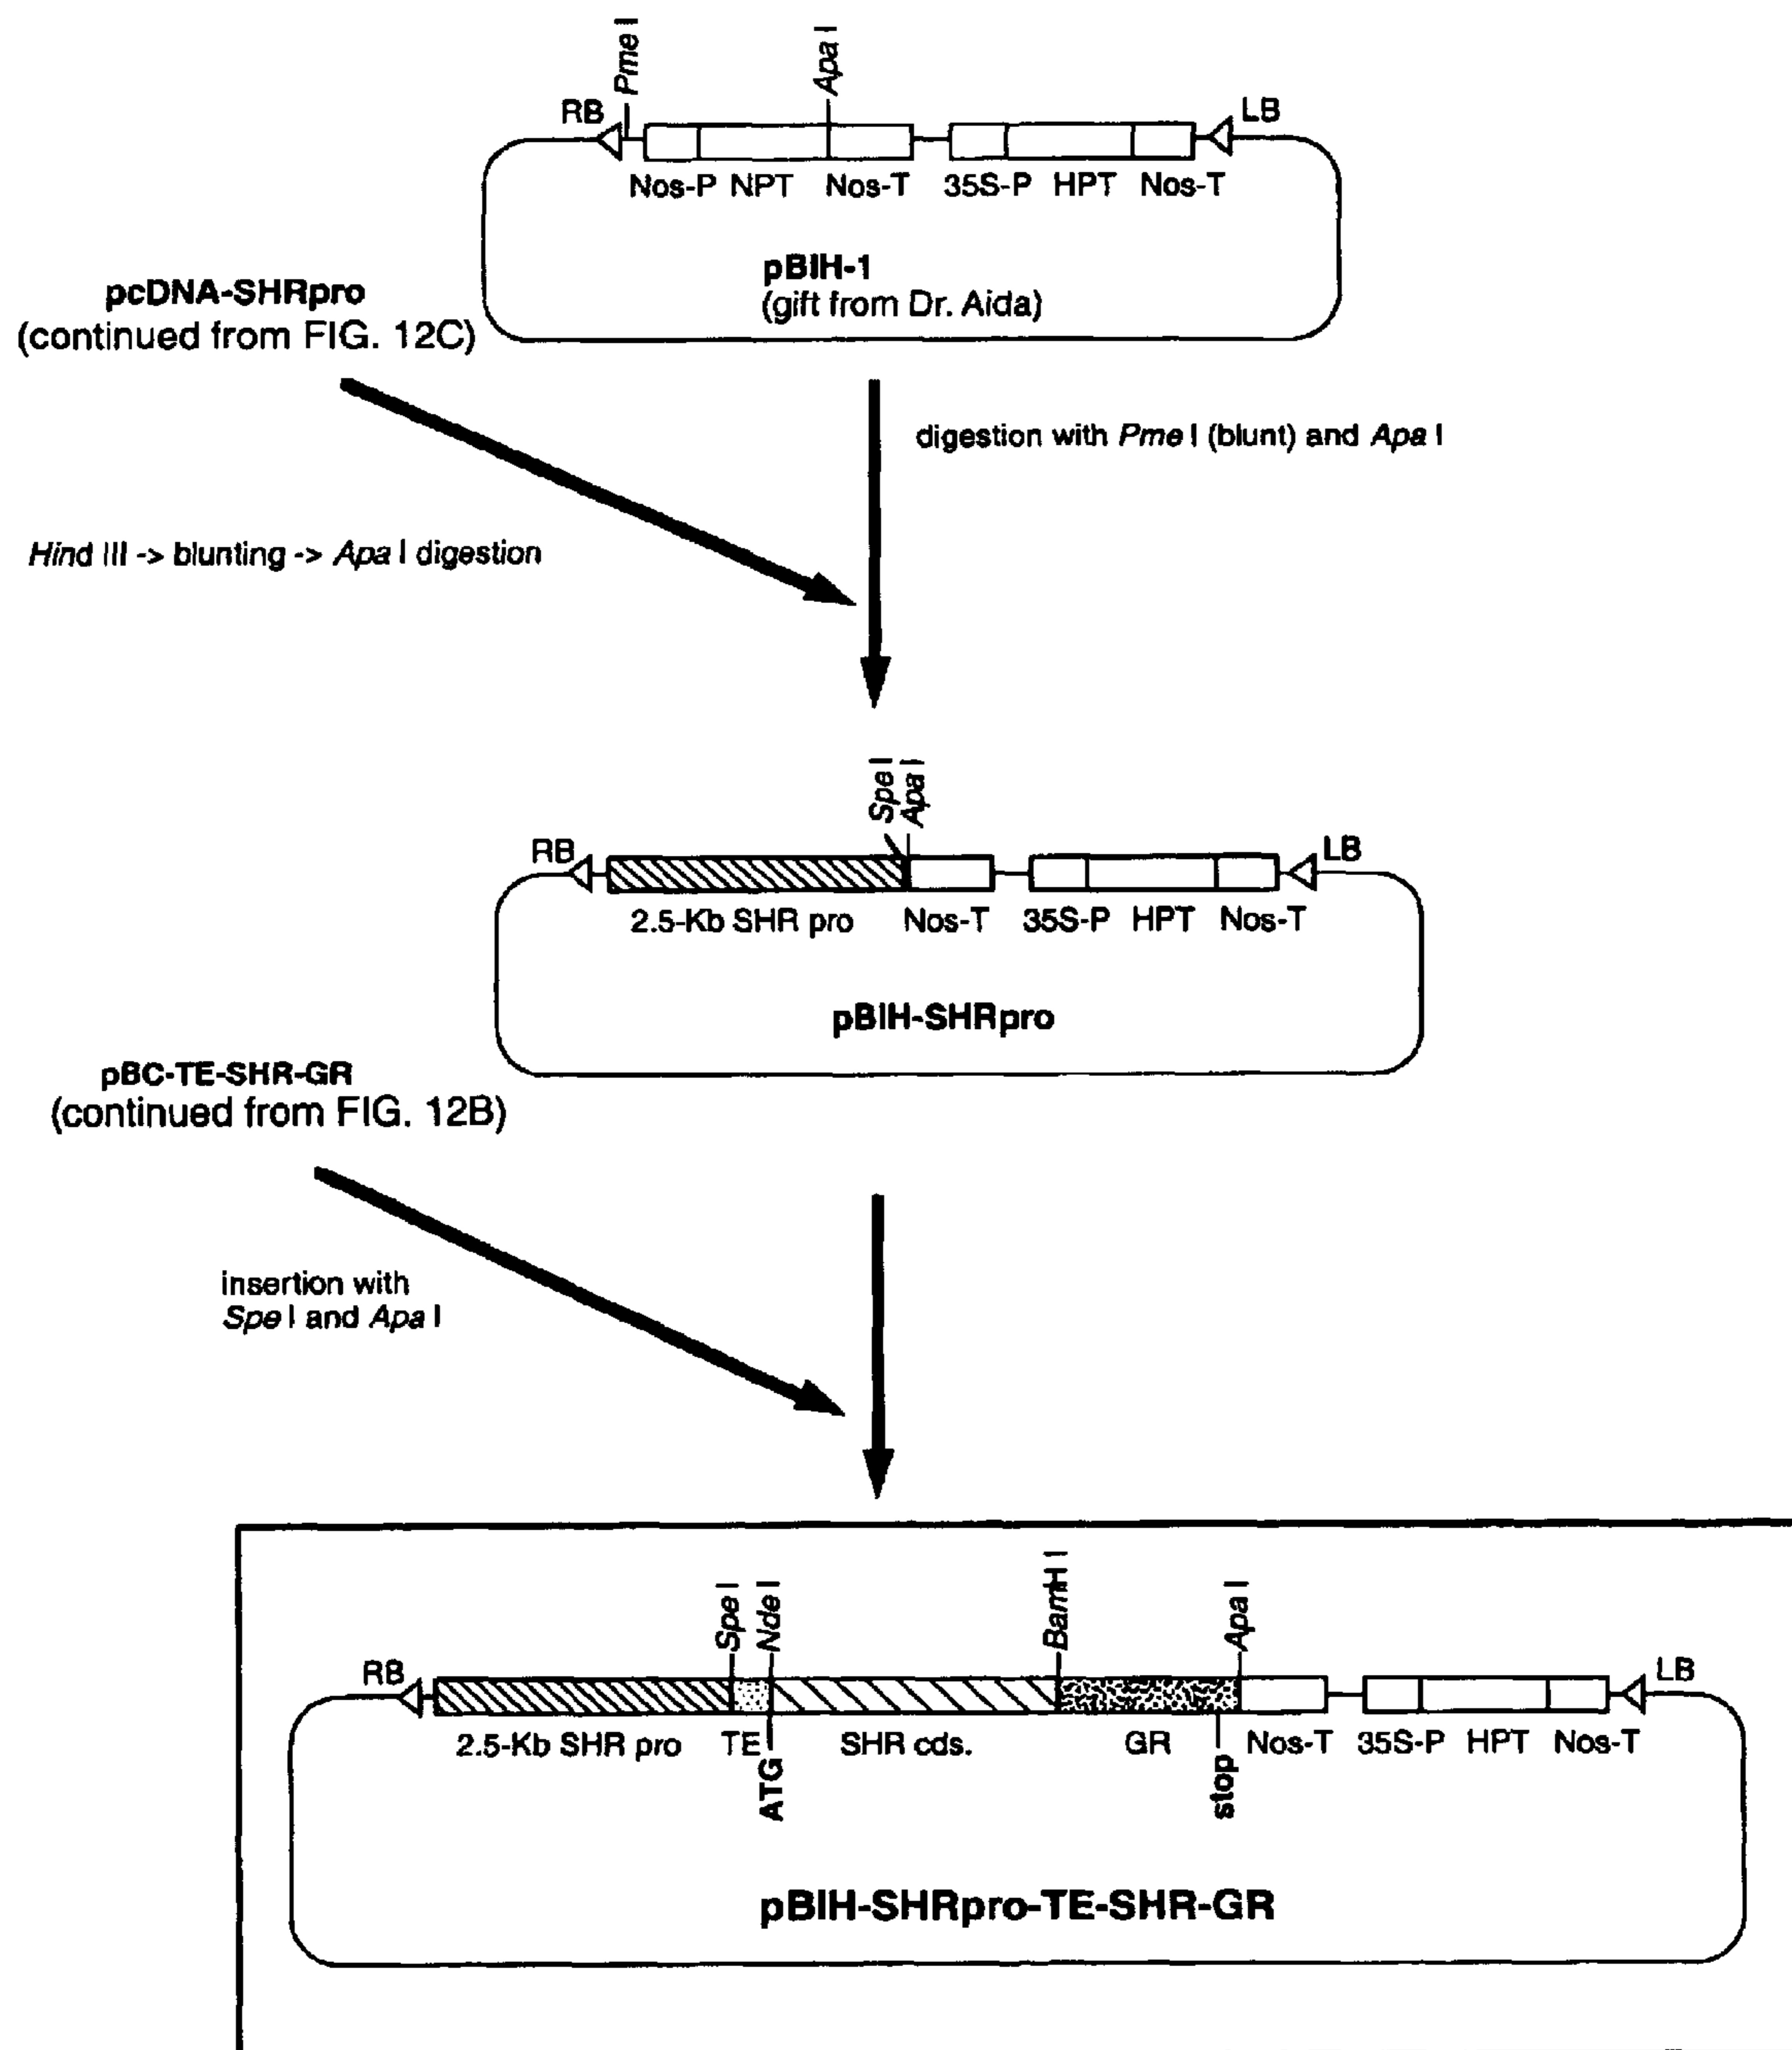 Pme I
Apa I
RB
LB
Nos-P NPT Nos-T 35S-P HPT Nos-T
pBIH-1
(gift from Dr. Aida)
pcDNA-SHRpro
(continued from FIG. 12C)
digestion with Pme I (blunt) and Apa I
Hind III -> blunting -> Apa I digestion
Spe I
Apa I
RB
LB
2.5-Kb SHR pro Nos-T 35S-P HPT Nos-T
pBIH-SHRpro
pBC-TE-SHR-GR
(continued from FIG. 12B)
insertion with
Spe I and Apa I
Spe I
Nde I
BamH I
Apa I
RB
LB
2.5-Kb SHR pro TE SHR cds. GR Nos-T 35S-P HPT Nos-T
ATG
stop
pBIH-SHRpro-TE-SHR-GR